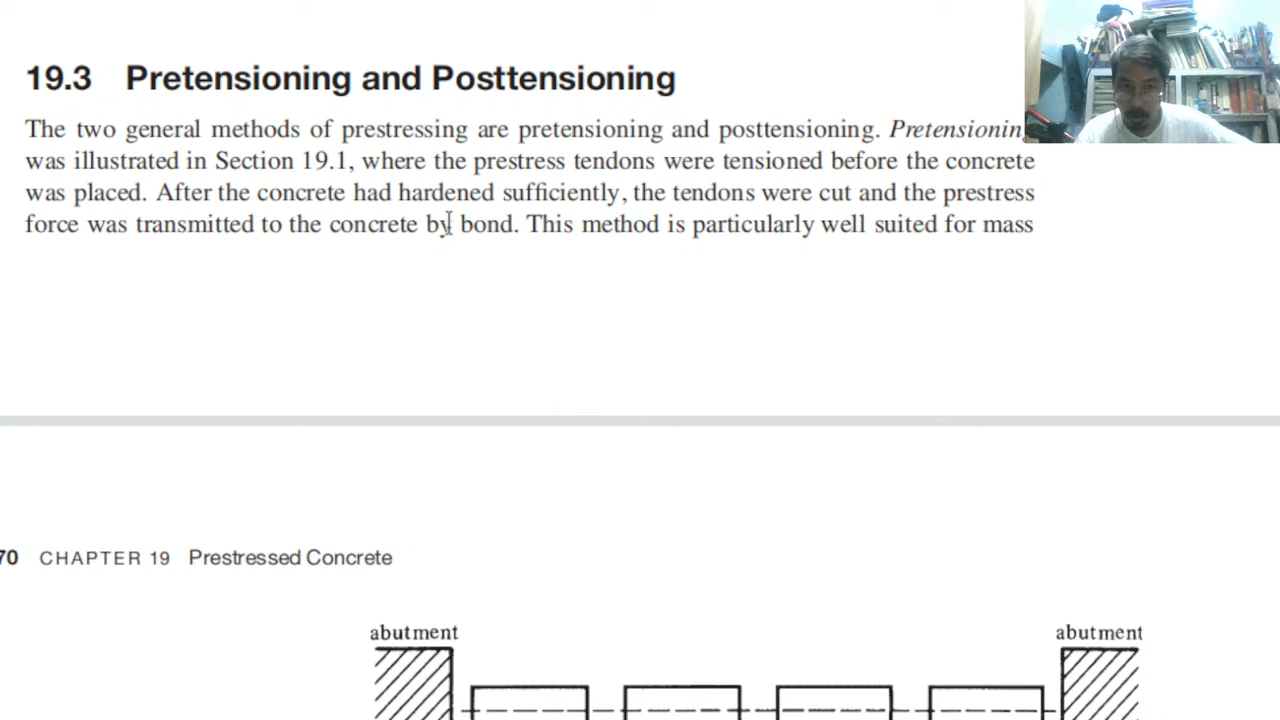 19.3 Pretensioning and Posttensioning
The two general methods of prestressing are pretensioning and posttensioning. Pretensionin
was illustrated in Section 19.1, where the prestress tendons were tensioned before the concrete
was placed. After the concrete had hardened sufficiently, the tendons were cut and the prestress
force was transmitted to the concrete by bond. This method is particularly well suited for mass
70 CHAPTER 19 Prestressed Concrete
abutment
abutment